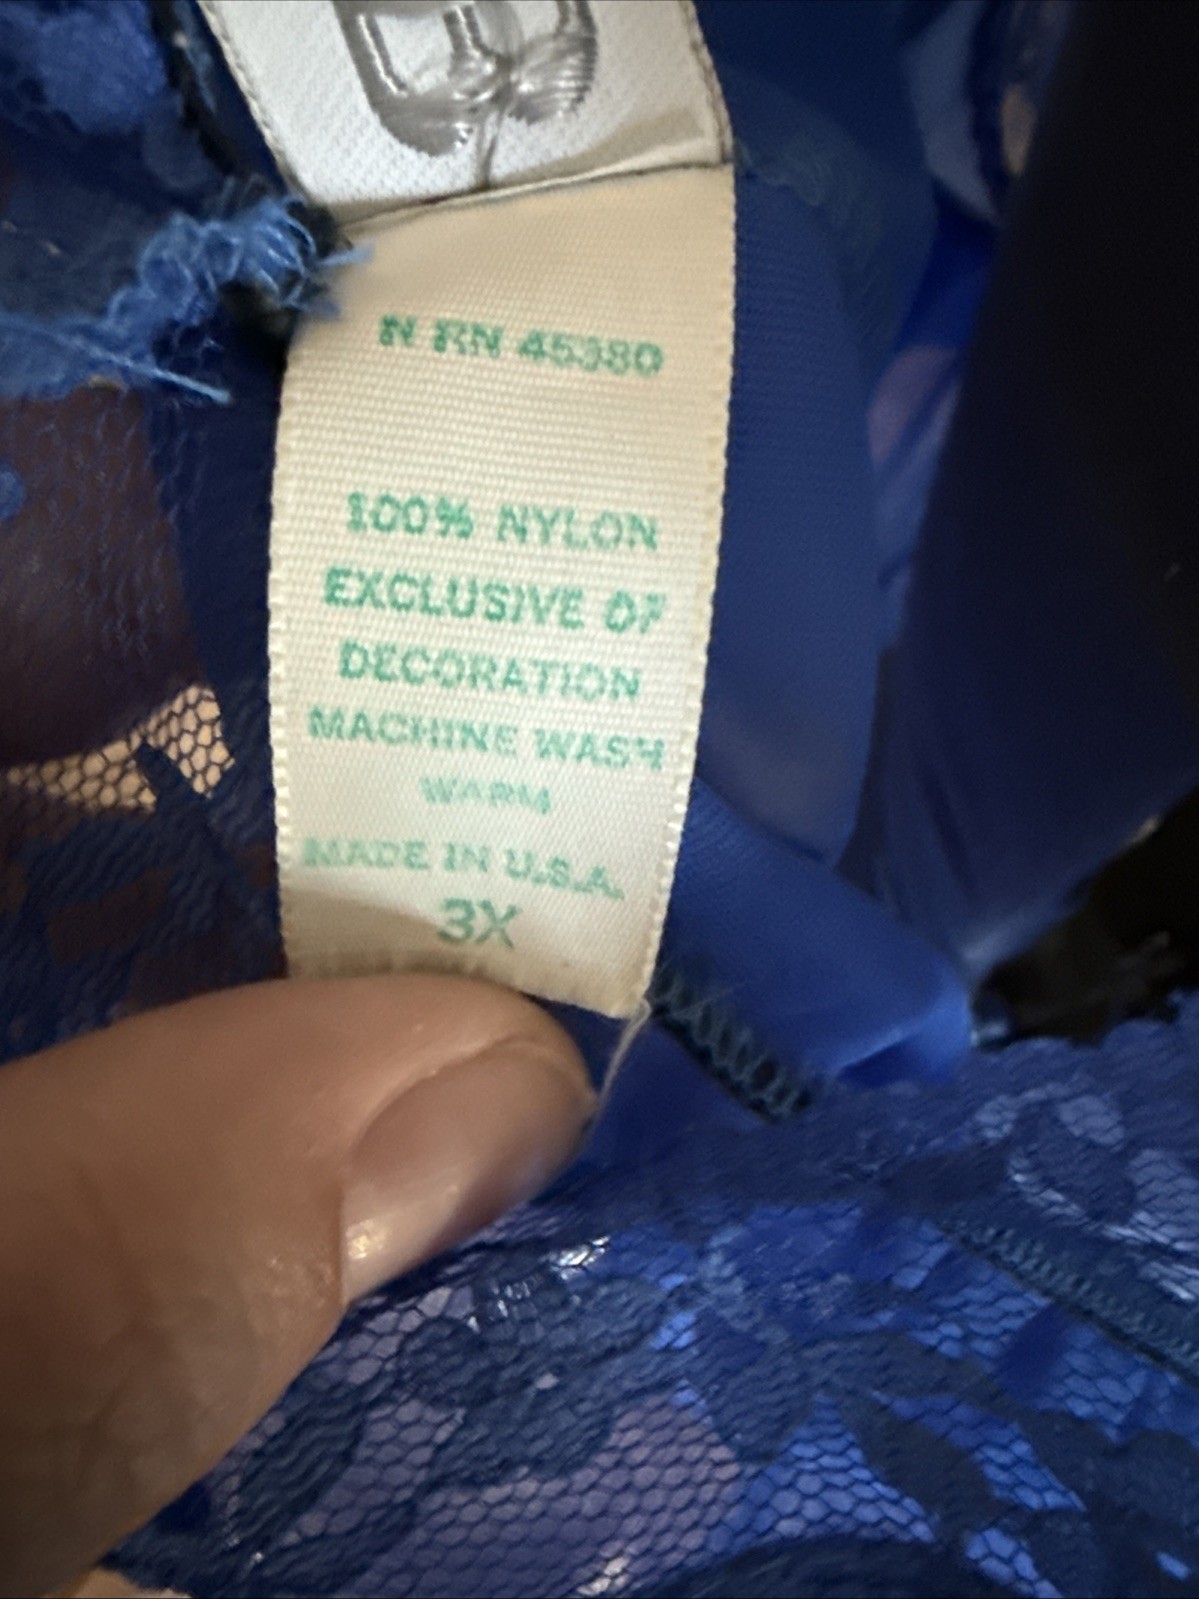 N RN 45380
100% NYLON
EXCLUSIVE OF
DECORATION
MACHINE WASH
WARM
MADE IN U.S.A.
3X